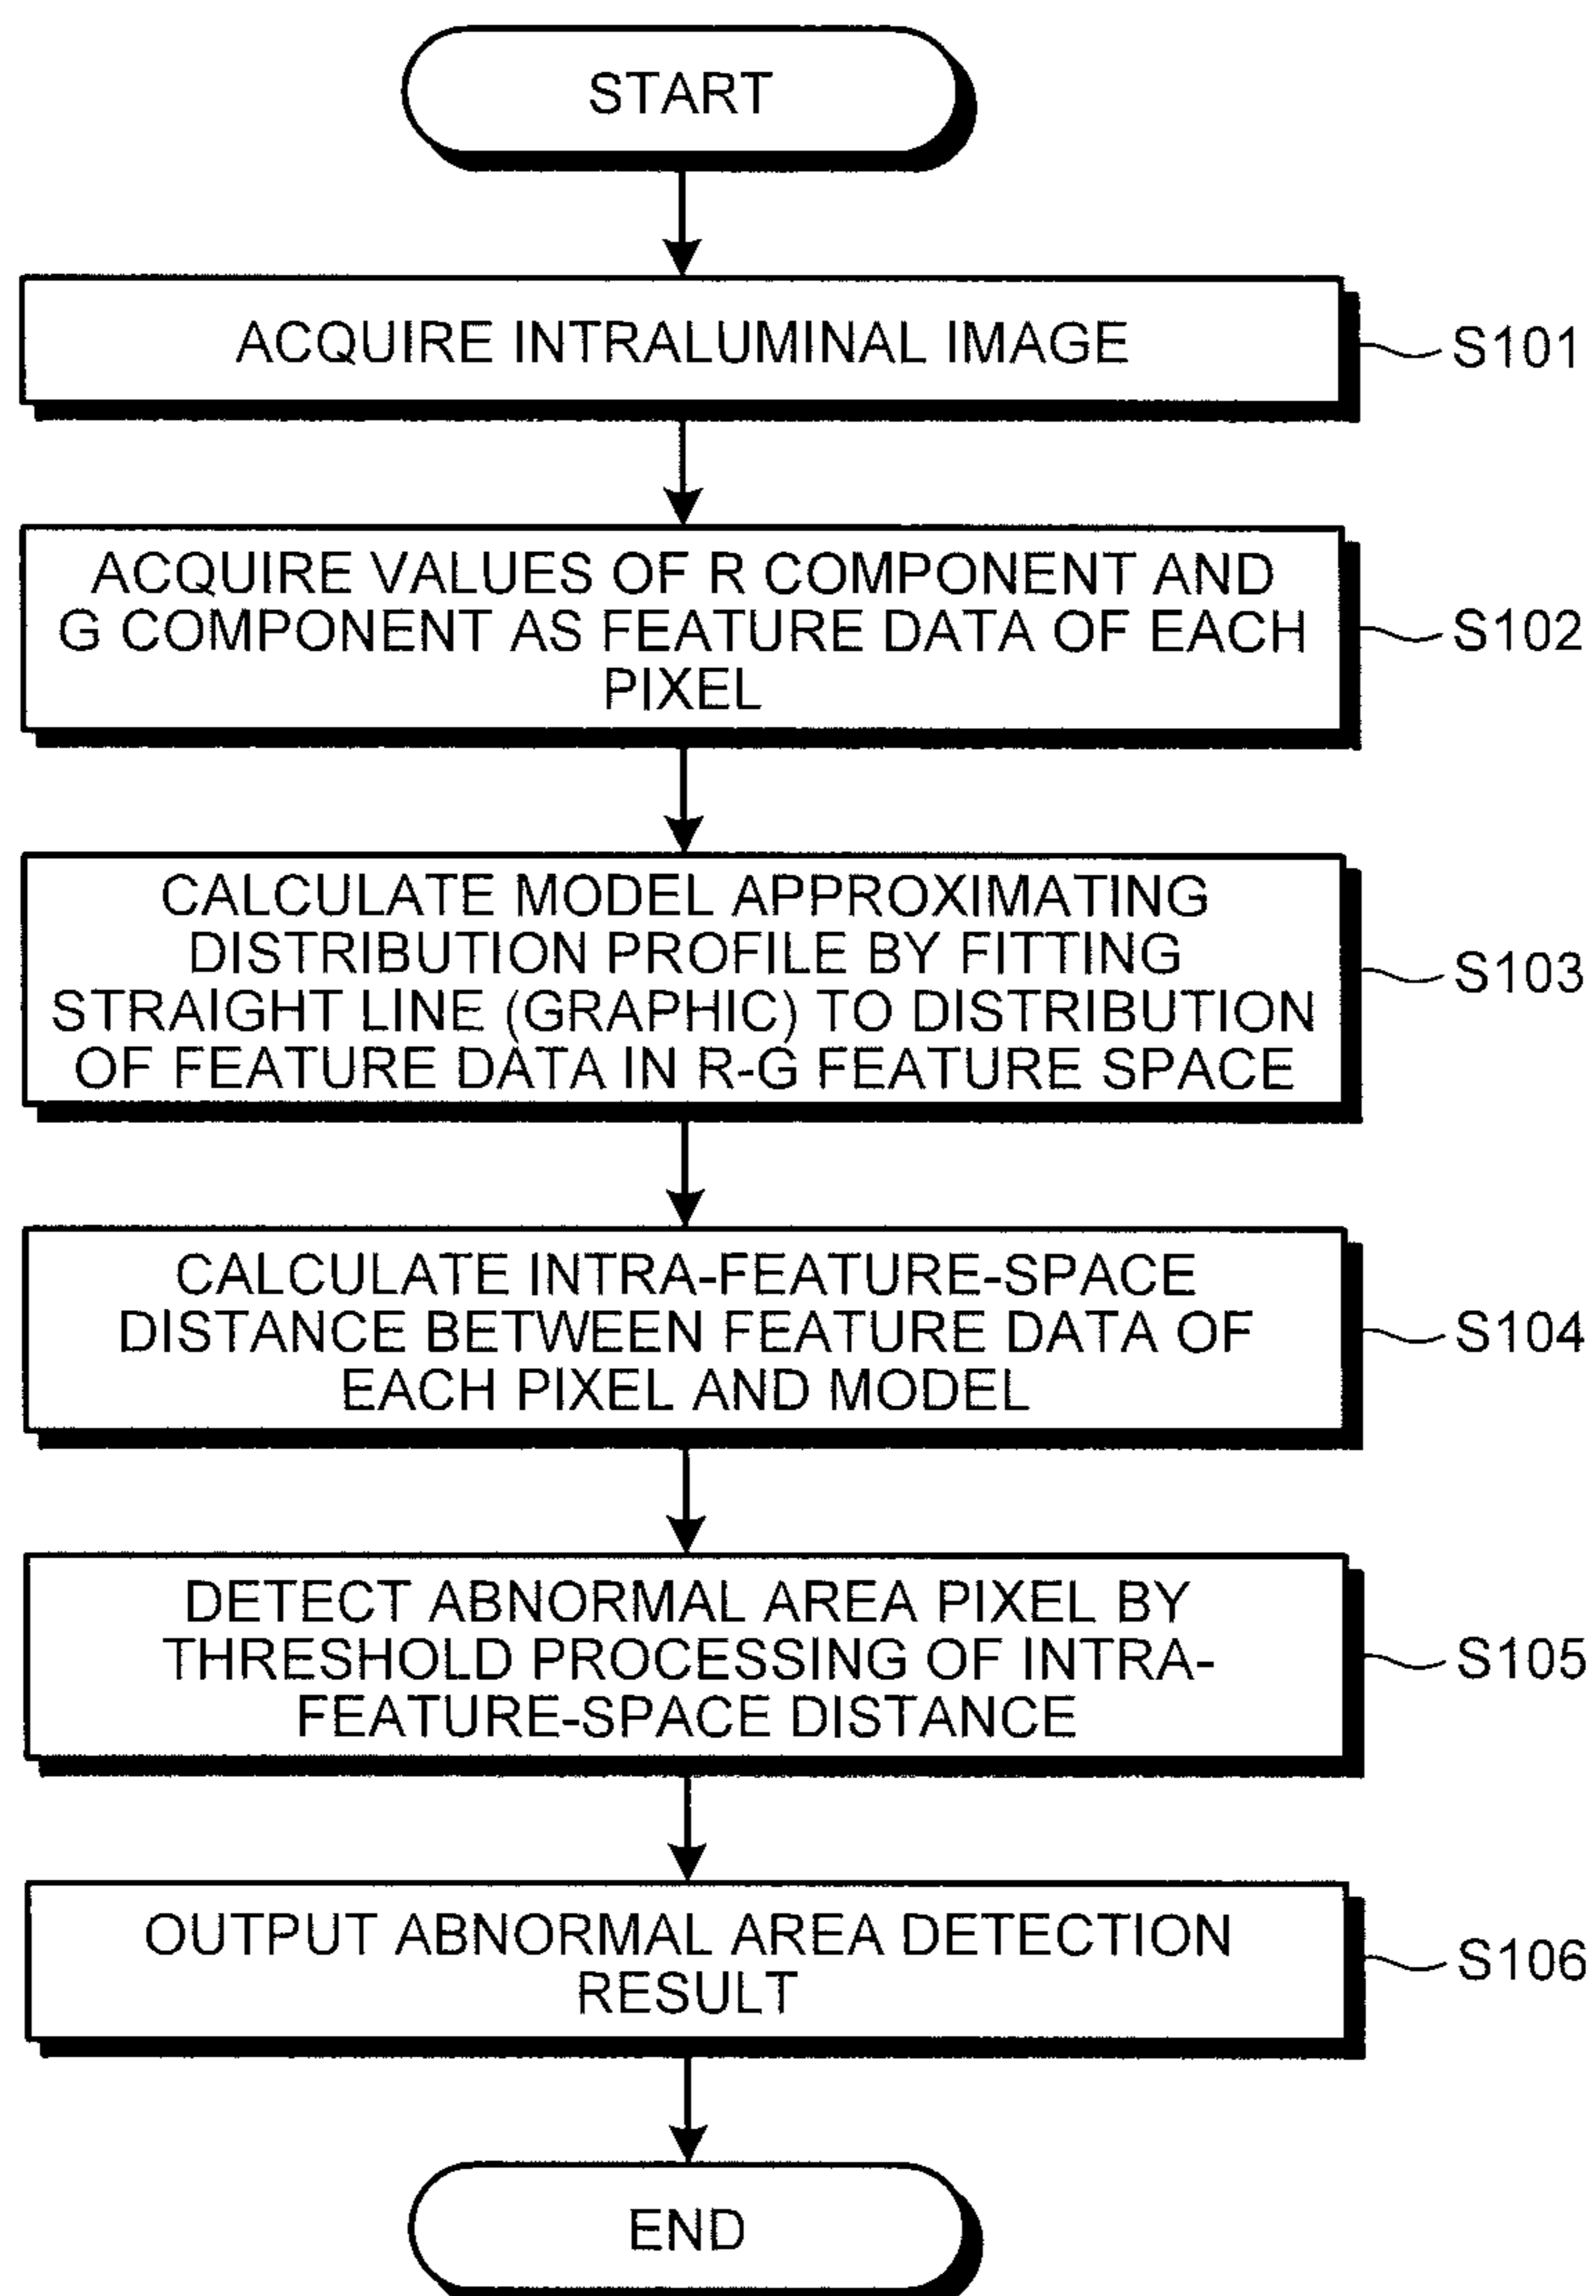 START
ACQUIRE INTRALUMINAL IMAGE
S101
ACQUIRE VALUES OF R COMPONENT AND
G COMPONENT AS FEATURE DATA OF EACH
PIXEL
S102
CALCULATE MODEL APPROXIMATING
DISTRIBUTION PROFILE BY FITTING
STRAIGHT LINE (GRAPHIC) TO DISTRIBUTION
OF FEATURE DATA IN R-G FEATURE SPACE
S103
CALCULATE INTRA-FEATURE-SPACE
DISTANCE BETWEEN FEATURE DATA OF
EACH PIXEL AND MODEL
S104
DETECT ABNORMAL AREA PIXEL BY
THRESHOLD PROCESSING OF INTRA-
FEATURE-SPACE DISTANCE
S105
OUTPUT ABNORMAL AREA DETECTION
RESULT
S106
END